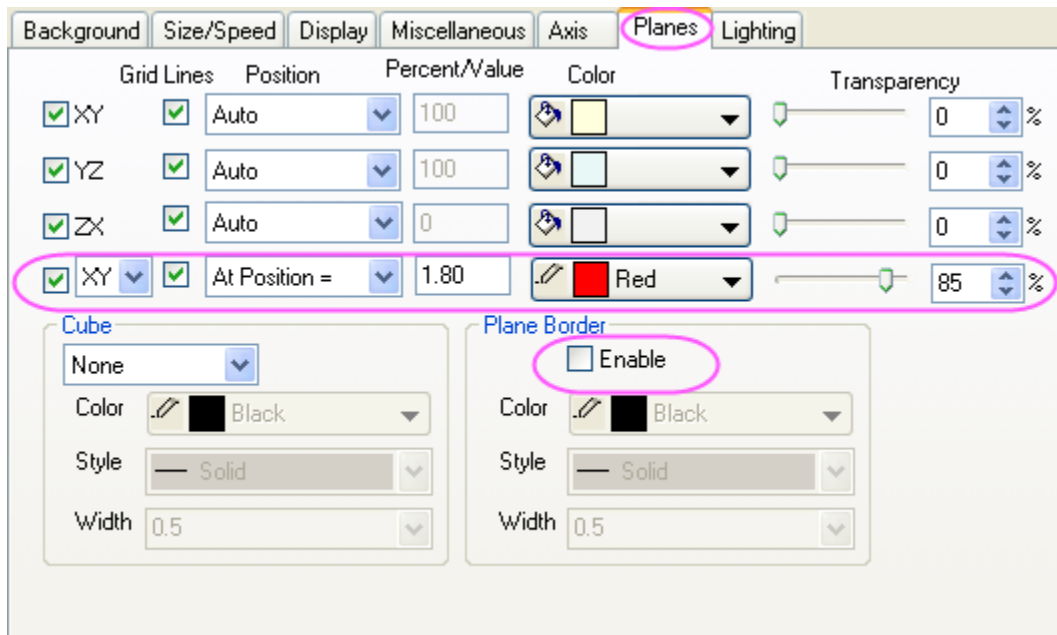 Background Size/Speed Display Miscellaneous Axis Planes Lighting
Grid Lines Position Percent/Value Color Transparency
XY Auto 100 0 %
YZ Auto 100 0 %
ZX Auto 0 0 %
XY At Position = 1.80 Red 85 %
Cube
None
Color Black
Style Solid
Width 0.5
Plane Border
Enable
Color Black
Style Solid
Width 0.5